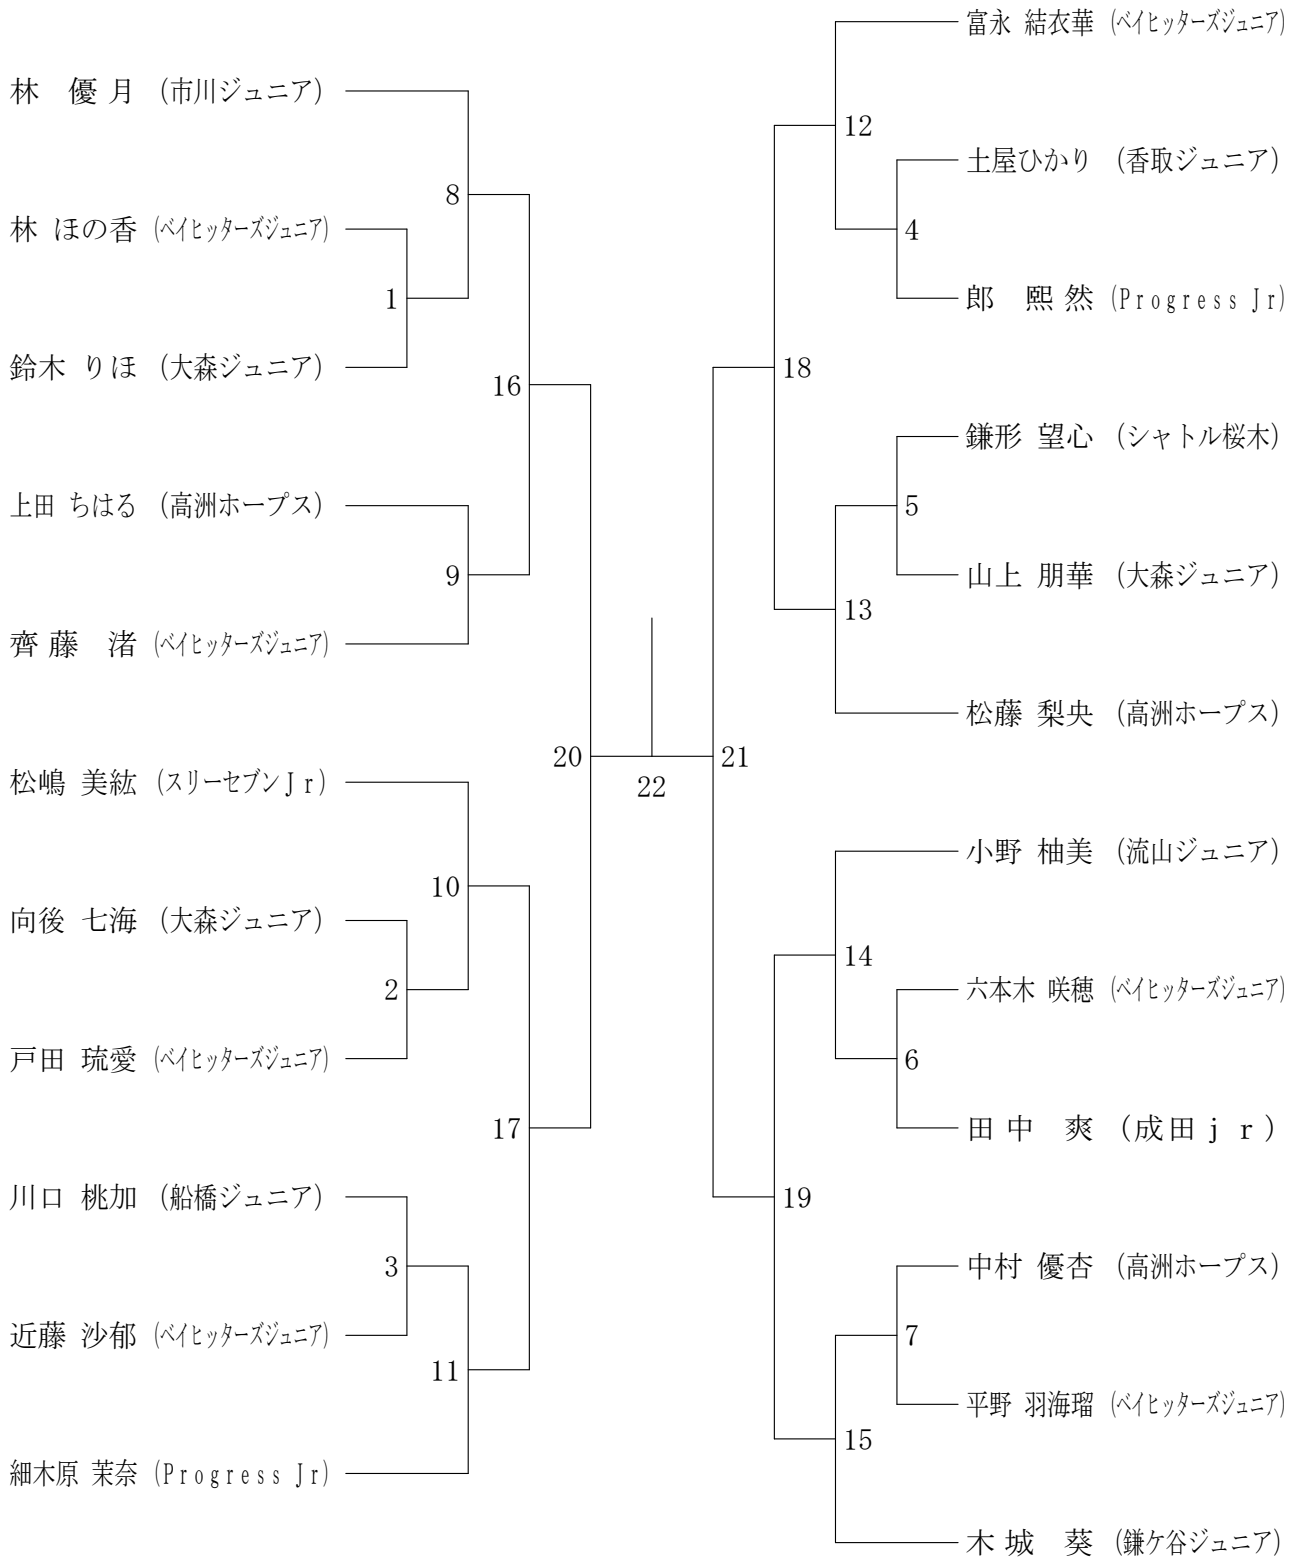 林 優月 (市川ジュニア)
林 ほの香 (ベイヒッターズジュニア)
鈴木 りほ (大森ジュニア)
上田 ちはる (高洲ホープス)
齊藤 渚 (ベイヒッターズジュニア)
松嶋 美紘 (スリーセブンJr)
向後 七海 (大森ジュニア)
戸田 琉愛 (ベイヒッターズジュニア)
川口 桃加 (船橋ジュニア)
近藤 沙郁 (ベイヒッターズジュニア)
細木原 茉奈 (Progress Jr)
1
2
3
8
9
10
11
16
17
20
22
21
18
19
12
13
14
15
4
5
6
7
富永 結衣華 (ベイヒッターズジュニア)
土屋ひかり (香取ジュニア)
郎 熙然 (Progress Jr)
鎌形 望心 (シャトル桜木)
山上 朋華 (大森ジュニア)
松藤 梨央 (高洲ホープス)
小野 柚美 (流山ジュニア)
六本木 咲穂 (ベイヒッターズジュニア)
田中 爽 (成田jr)
中村 優杏 (高洲ホープス)
平野 羽海瑠 (ベイヒッターズジュニア)
木城 葵 (鎌ケ谷ジュニア)